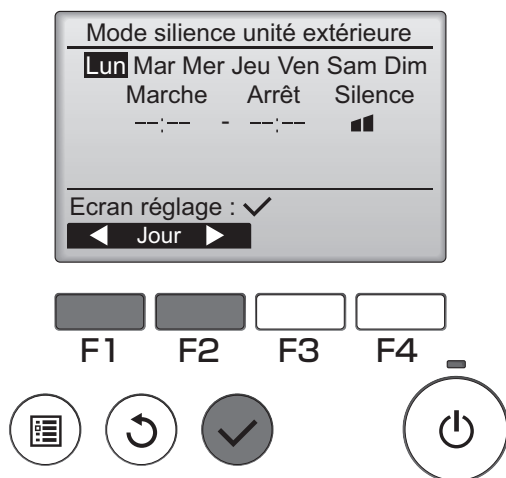 Mode silience unité extérieure
Lun Mar Mer Jeu Ven Sam Dim
Marche Arrêt Silence
--:-- - --:--
Ecran réglage : ✓
◀ Jour ▶
F1 F2 F3 F4